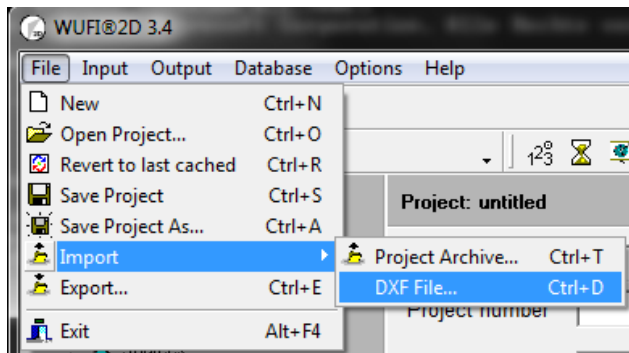 WUFI®2D 3.4
File Input Output Database Options Help
New Ctrl+N
Open Project... Ctrl+O
Revert to last cached Ctrl+R
Save Project Ctrl+S
Save Project As... Ctrl+A
Import
Export... Ctrl+E
Exit Alt+F4
123
Project: untitled
Project Archive... Ctrl+T
DXF File... Ctrl+D
Project number